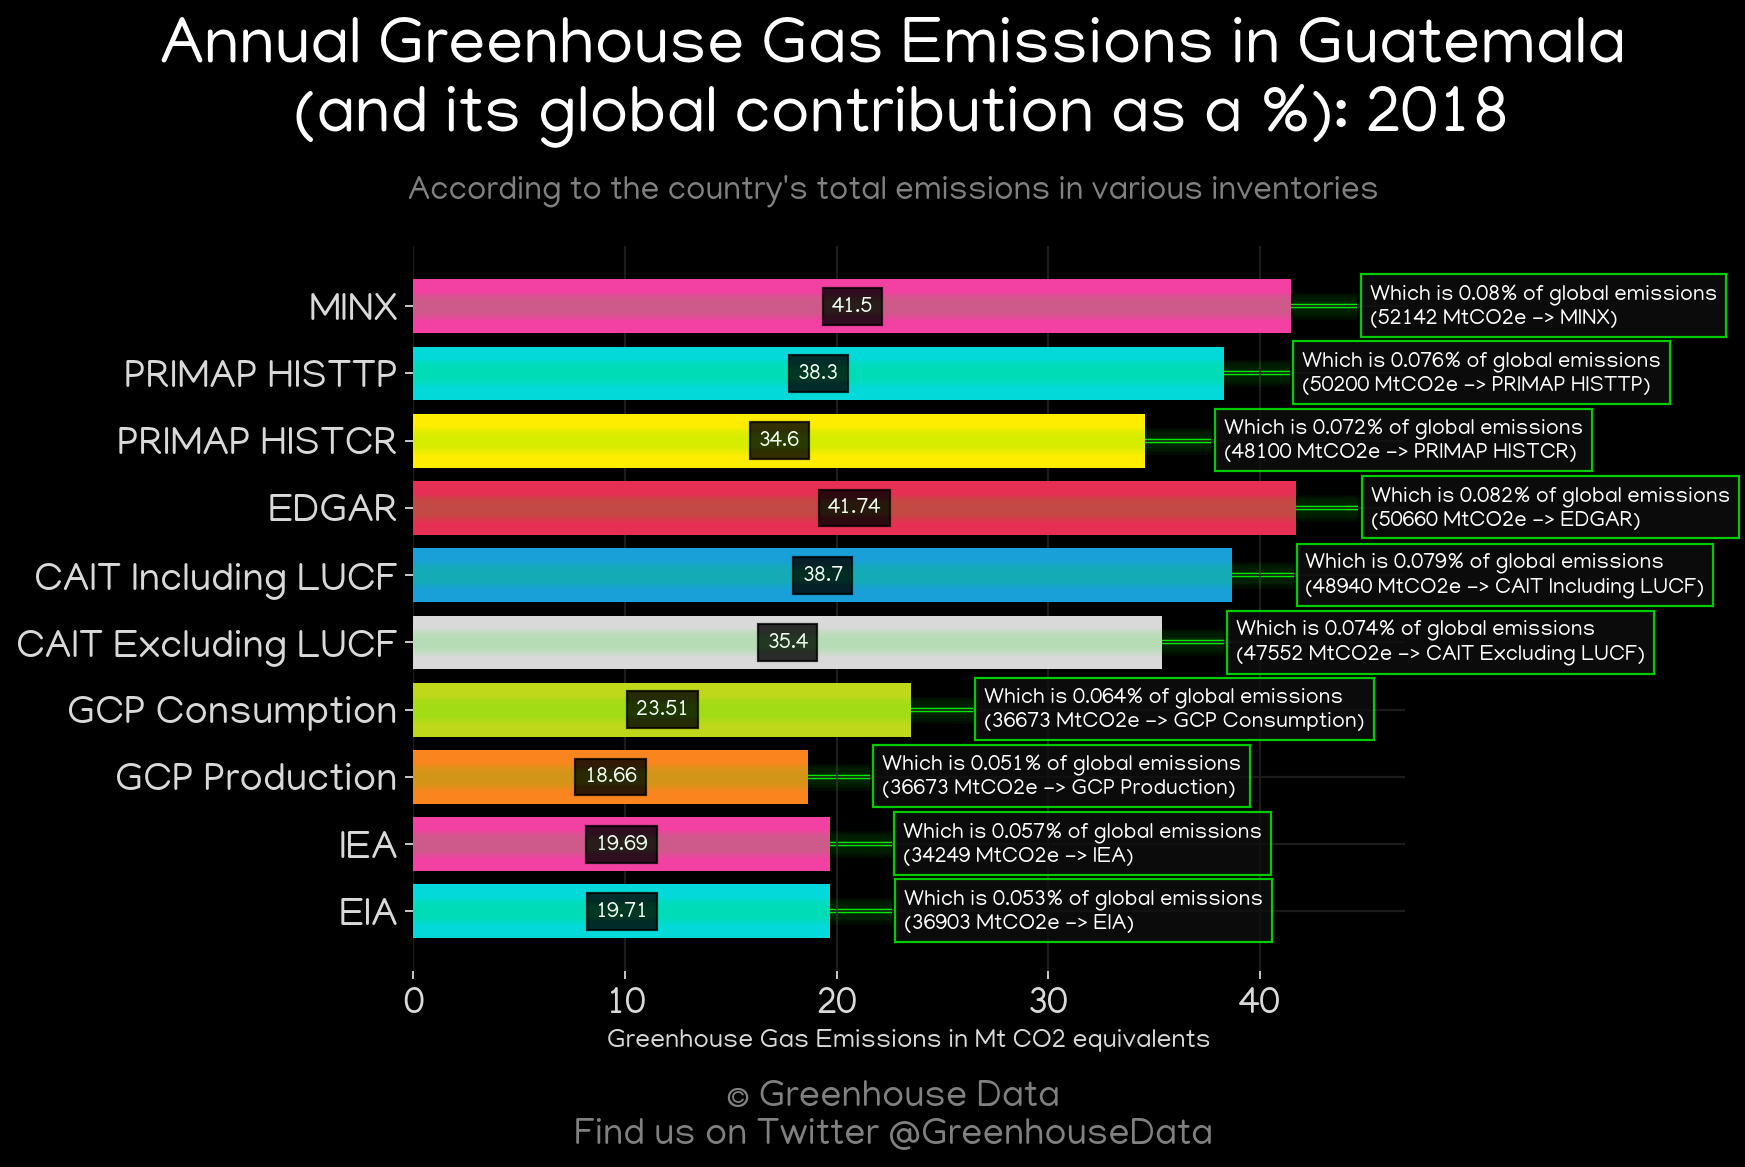 Annual Greenhouse Gas Emissions in Guatemala
(and its global contribution as a %): 2018
According to the country's total emissions in various inventories
MINX
41.5
Which is 0.08% of global emissions
(52142 MtCO2e -> MINX)
PRIMAP HISTTP
38.3
Which is 0.076% of global emissions
(50200 MtCO2e -> PRIMAP HISTTP)
PRIMAP HISTCR
34.6
Which is 0.072% of global emissions
(48100 MtCO2e -> PRIMAP HISTCR)
EDGAR
41.74
Which is 0.082% of global emissions
(50660 MtCO2e -> EDGAR)
CAIT Including LUCF
38.7
Which is 0.079% of global emissions
(48940 MtCO2e -> CAIT Including LUCF)
CAIT Excluding LUCF
35.4
Which is 0.074% of global emissions
(47552 MtCO2e -> CAIT Excluding LUCF)
GCP Consumption
23.51
Which is 0.064% of global emissions
(36673 MtCO2e -> GCP Consumption)
GCP Production
18.66
Which is 0.051% of global emissions
(36673 MtCO2e -> GCP Production)
IEA
19.69
Which is 0.057% of global emissions
(34249 MtCO2e -> IEA)
EIA
19.71
Which is 0.053% of global emissions
(36903 MtCO2e -> EIA)
0 10 20 30 40
Greenhouse Gas Emissions in Mt CO2 equivalents
© Greenhouse Data
Find us on Twitter @GreenhouseData